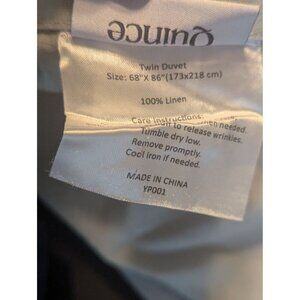 Quince
Twin Duvet
Size: 68"X 86"(173x218 cm)
100% Linen
Care Instructions:
to release wrinkles.
needed.
Tumble dry low.
Remove promptly.
Cool iron if needed.
MADE IN CHINA
YP001